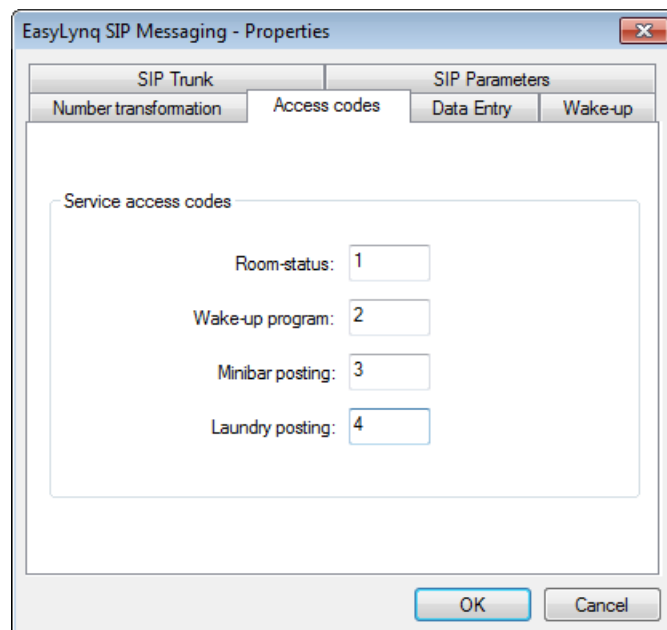 EasyLynq SIP Messaging - Properties
SIP Trunk SIP Parameters
Number transformation Access codes Data Entry Wake-up
Service access codes
Room-status: 1
Wake-up program: 2
Minibar posting: 3
Laundry posting: 4
OK Cancel